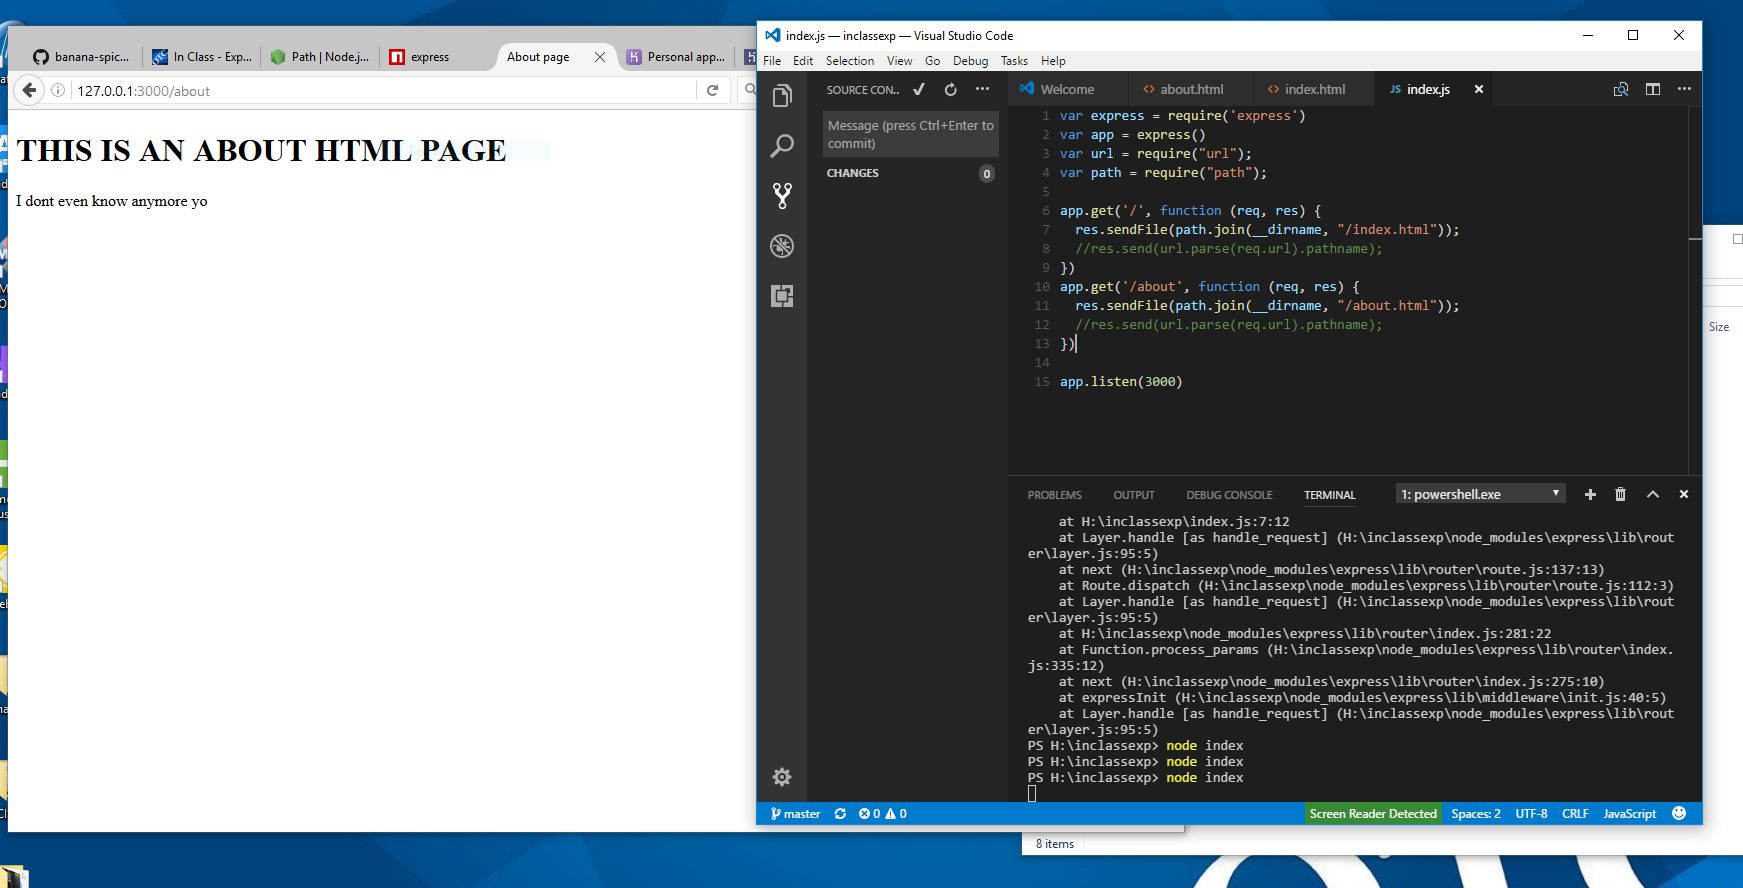 banana-spic...
In Class - Exp...
Path | Node.j...
express
About page
Personal app...
127.0.0.1:3000/about
THIS IS AN ABOUT HTML PAGE
I dont even know anymore yo
index.js — inclassexp — Visual Studio Code
File Edit Selection View Go Debug Tasks Help
SOURCE CON...
Message (press Ctrl+Enter to
commit)
CHANGES 0
Welcome
about.html
index.html
JS index.js
1 var express = require('express')
2 var app = express()
3 var url = require("url");
4 var path = require("path");
5
6 app.get('/', function (req, res) {
7   res.sendFile(path.join(__dirname, "/index.html"));
8   //res.send(url.parse(req.url).pathname);
9 })
10 app.get('/about', function (req, res) {
11   res.sendFile(path.join(__dirname, "/about.html"));
12   //res.send(url.parse(req.url).pathname);
13 })
14
15 app.listen(3000)
PROBLEMS OUTPUT DEBUG CONSOLE TERMINAL 1: powershell.exe
    at H:\inclassexp\index.js:7:12
    at Layer.handle [as handle_request] (H:\inclassexp\node_modules\express\lib\rout
er\layer.js:95:5)
    at next (H:\inclassexp\node_modules\express\lib\router\route.js:137:13)
    at Route.dispatch (H:\inclassexp\node_modules\express\lib\router\route.js:112:3)
    at Layer.handle [as handle_request] (H:\inclassexp\node_modules\express\lib\rout
er\layer.js:95:5)
    at H:\inclassexp\node_modules\express\lib\router\index.js:281:22
    at Function.process_params (H:\inclassexp\node_modules\express\lib\router\index.
js:335:12)
    at next (H:\inclassexp\node_modules\express\lib\router\index.js:275:10)
    at expressInit (H:\inclassexp\node_modules\express\lib\middleware\init.js:40:5)
    at Layer.handle [as handle_request] (H:\inclassexp\node_modules\express\lib\rout
er\layer.js:95:5)
PS H:\inclassexp> node index
PS H:\inclassexp> node index
PS H:\inclassexp> node index
master 0 0 Screen Reader Detected Spaces: 2 UTF-8 CRLF JavaScript
Size
8 items